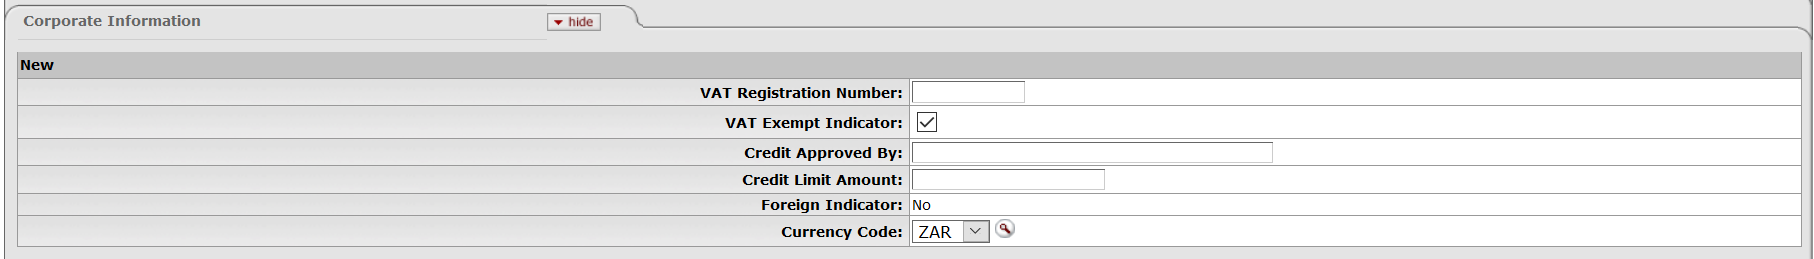 Corporate Information hide
New
VAT Registration Number:
VAT Exempt Indicator:
Credit Approved By:
Credit Limit Amount:
Foreign Indicator: No
Currency Code: ZAR